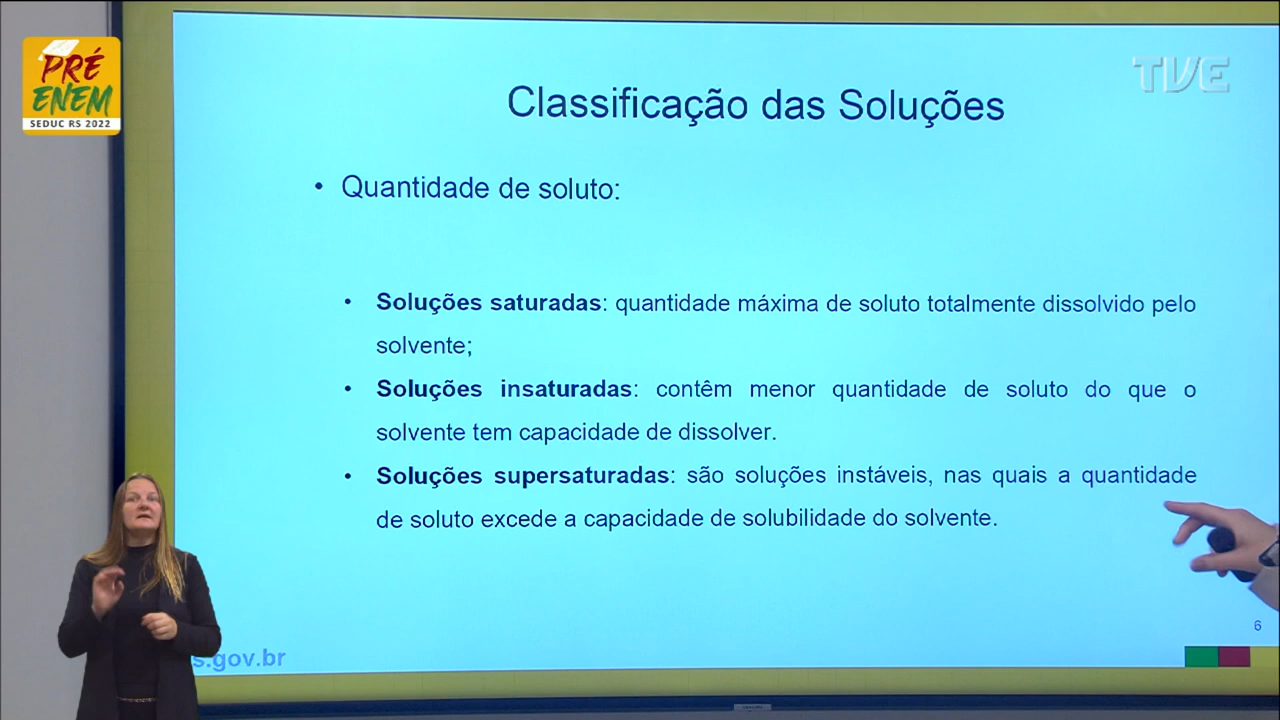 PRÉ
ENEM
SEDUC RS 2022
TVE
Classificação das Soluções
• Quantidade de soluto:
• Soluções saturadas: quantidade máxima de soluto totalmente dissolvido pelo
solvente;
• Soluções insaturadas: contêm menor quantidade de soluto do que o
solvente tem capacidade de dissolver.
• Soluções supersaturadas: são soluções instáveis, nas quais a quantidade
de soluto excede a capacidade de solubilidade do solvente.
6
s.gov.br